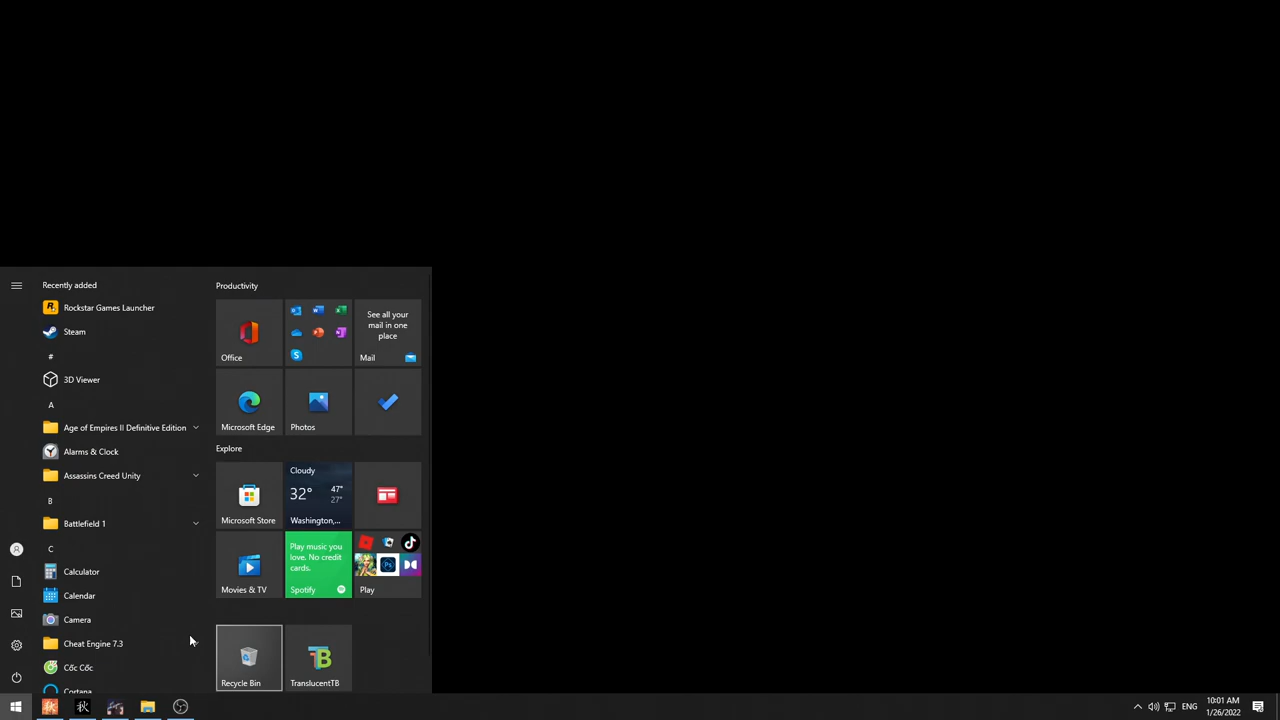 Recently added
Rockstar Games Launcher
Steam
#
3D Viewer
A
Age of Empires II Definitive Edition
Alarms & Clock
Assassins Creed Unity
B
Battlefield 1
C
Calculator
Calendar
Camera
Cheat Engine 7.3
Cốc Cốc
Cortana
Productivity
Office
See all your
mail in one
place
Mail
Microsoft Edge
Photos
Explore
Microsoft Store
Cloudy
32°
47°
27°
Washington,...
Movies & TV
Play music you
love. No credit
cards.
Spotify
Ps
Play
Recycle Bin
TB
TranslucentTB
秋
ENG
10:01 AM
1/26/2022